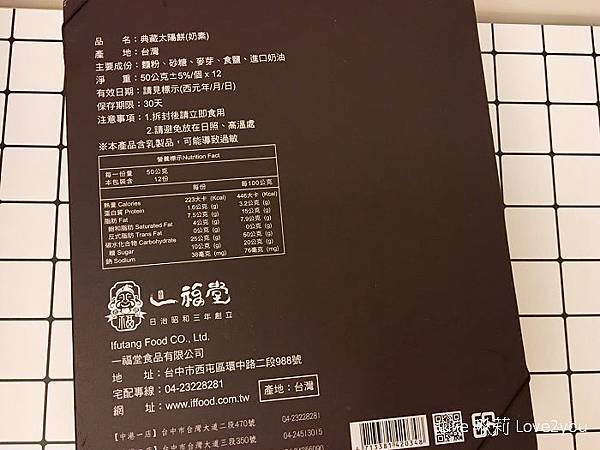 品　　名：典藏太陽餅(奶素)
產　　地：台灣
主要成份：麵粉、砂糖、麥芽、食鹽、進口奶油
淨　　重：50公克±5%/個 x 12
有效日期：請見標示(西元年/月/日)
保存期限：30天
注意事項：1.拆封後請立即食用
2.請避免放在日照、高溫處
※本產品含乳製品，可能導致過敏
營養標示Nutrition Fact
每一份量 50公克
本包裝含 12份
每份 每100公克
熱量 Calories 223大卡 (Kcal) 446大卡 (Kcal)
蛋白質 Protein 1.6公克 (g) 3.2公克 (g)
脂肪 Fat 7.5公克 (g) 15公克 (g)
飽和脂肪 Saturated Fat 4公克 (g) 7.9公克 (g)
反式脂肪 Trans Fat 0公克 (g) 0公克 (g)
碳水化合物 Carbohydrate 25公克 (g) 50公克 (g)
糖 Sugar 10公克 (g) 20公克 (g)
鈉 Sodium 38毫克 (mg) 76毫克 (mg)
一福堂
日治昭和三年創立
Ifutang Food CO., Ltd.
一福堂食品有限公司
地　　址：台中市西屯區環中路二段988號
宅配專線：04-23228281
網　　址：www.iffood.com.tw
產地：台灣
【中港一店】台中市台灣大道二段470號 04-23228281
台中市台灣大道三段350號 04-24513015
4713381420348
莉 Love2you